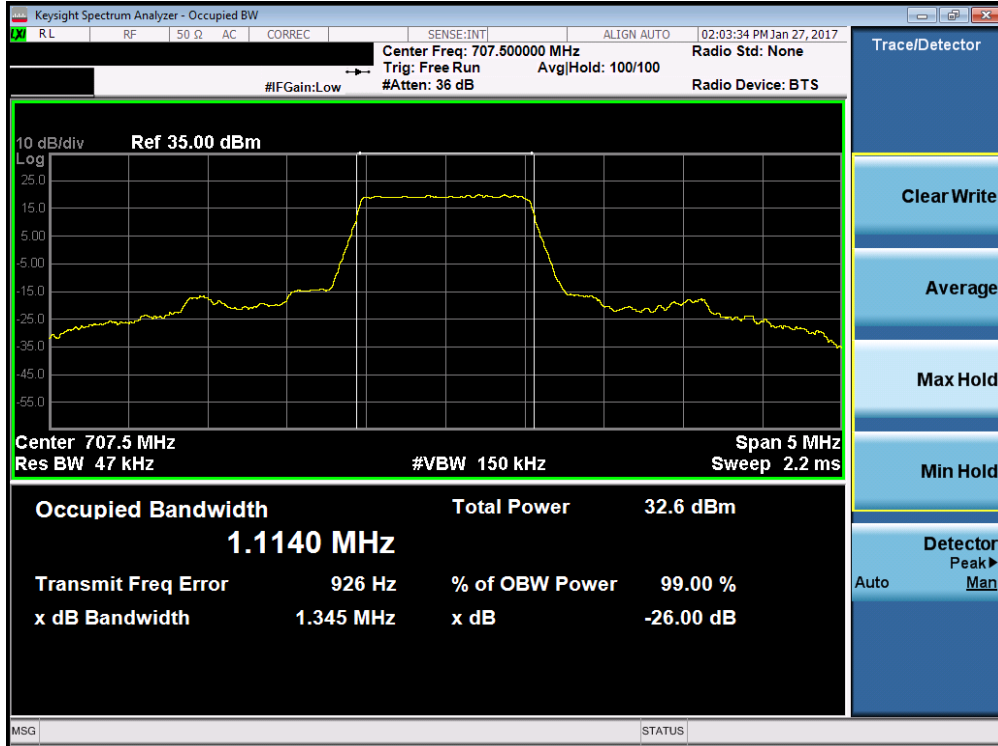 Keysight Spectrum Analyzer - Occupied BW
LXI RL RF 50 Ω AC CORREC SENSE:INT ALIGN AUTO 02:03:34 PM Jan 27, 2017
Center Freq: 707.500000 MHz Radio Std: None
Trig: Free Run Avg|Hold: 100/100
#IFGain:Low #Atten: 36 dB Radio Device: BTS
10 dB/div Ref 35.00 dBm
Log
25.0
15.0
5.00
-5.00
-15.0
-25.0
-35.0
-45.0
-55.0
Center 707.5 MHz Span 5 MHz
Res BW 47 kHz #VBW 150 kHz Sweep 2.2 ms
Occupied Bandwidth Total Power 32.6 dBm
1.1140 MHz
Transmit Freq Error 926 Hz % of OBW Power 99.00 %
x dB Bandwidth 1.345 MHz x dB -26.00 dB
MSG STATUS
Trace/Detector
Clear Write
Average
Max Hold
Min Hold
Detector
Peak▶
Auto Man